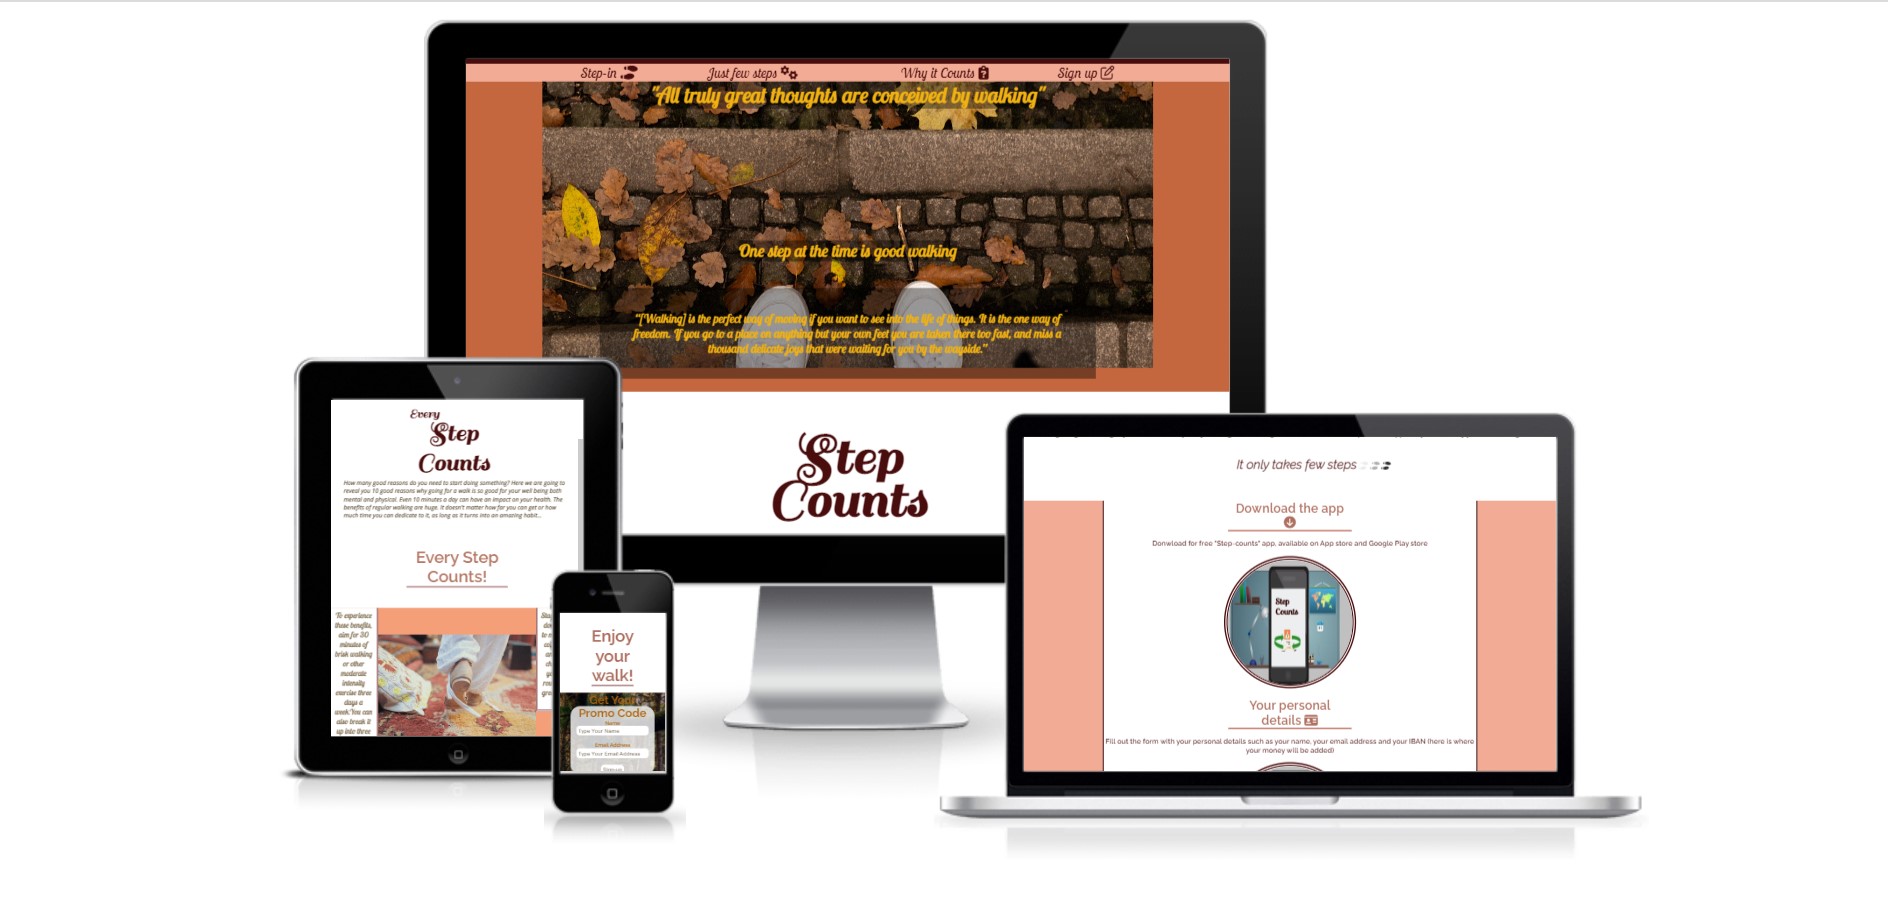 Step-in
Just few steps
Why it Counts
Sign up
"All truly great thoughts are conceived by walking"
One step at the time is good walking
"[Walking] is the perfect way of moving if you want to see into the life of things. It is the one way of
freedom. If you go to a place on anything but your own feet you are taken there too fast, and miss a
thousand delicate joys that were waiting for you by the wayside."
Step
Counts
Every
Step
Counts
How many good reasons do you need to start doing something? Here we are going to
reveal you 10 good reasons why going for a walk is so good for your well being both
mental and physical. Even 10 minutes a day can have an impact on your health. The
benefits of regular walking are huge. It doesn't matter how far you can get or how
much time you can dedicate to it, as long as it turns into an amazing habit...
Every Step
Counts!
To experience
these benefits,
aim for 30
minutes of
brisk walking
or other
moderate
intensity
exercise three
days a
week. You can
also break it
up into three
Enjoy
your
walk!
Get Your
Promo Code
Name
Type Your Name
Email Address
Type Your Email Address
It only takes few steps
Download the app
Donwload for free "Step-counts" app, available on App store and Google Play store
Step
Counts
Your personal
details
Fill out the form with your personal details such as your name, your email address and your IBAN (here is where
your money will be added)